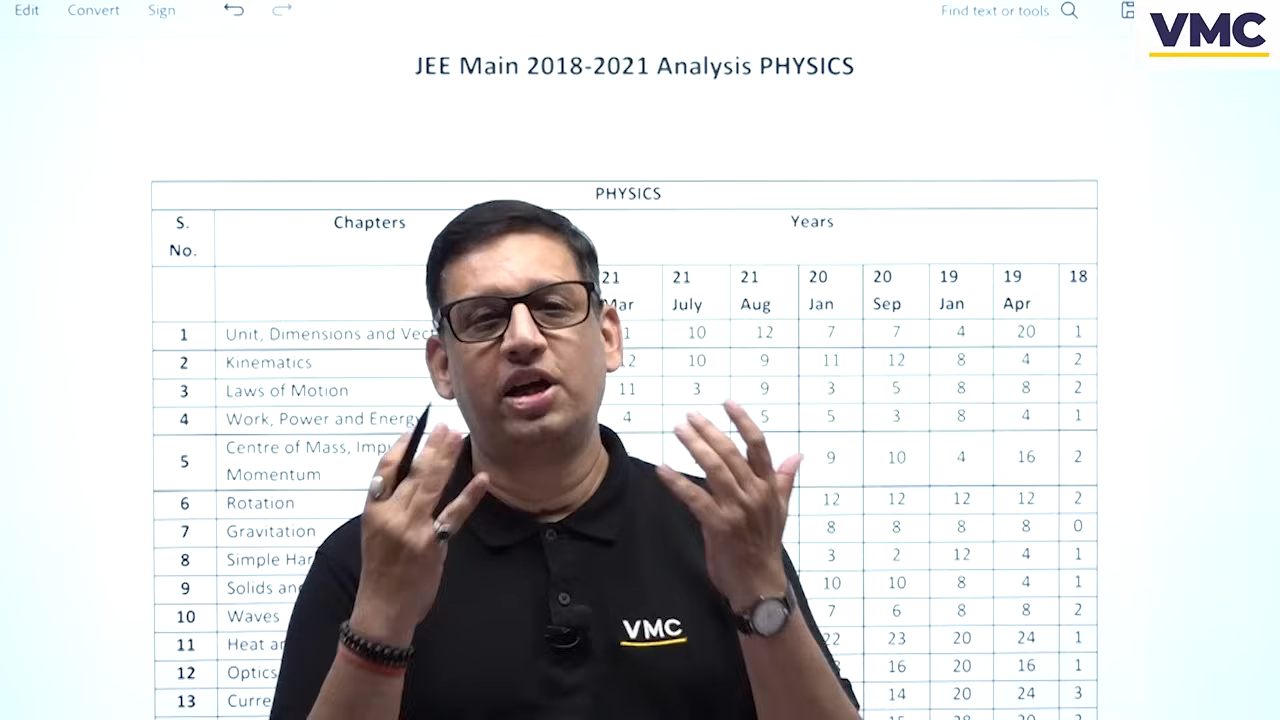 Edit Convert Sign Find text or tools
VMC
JEE Main 2018-2021 Analysis PHYSICS
PHYSICS
S. No. Chapters Years
21 Mar 21 July 21 Aug 20 Jan 20 Sep 19 Jan 19 Apr 18
1 Unit, Dimensions and 10 12 7 7 4 20 1
2 Kinematics 10 9 11 12 8 4 2
3 Laws of Motion 11 3 9 3 5 8 8 2
4 Work, Power and Energy 4 5 5 3 8 4 1
5 Centre of Mass, Momentum 9 10 4 16 2
6 Rotation 12 12 12 12 2
7 Gravitation 8 8 8 8 0
8 Simple 3 2 12 4 1
9 Solids 10 10 8 4 1
10 Waves 7 6 8 8 2
11 Heat 22 23 20 24 1
12 Optics 16 20 16 1
13 14 20 24 3
VMC